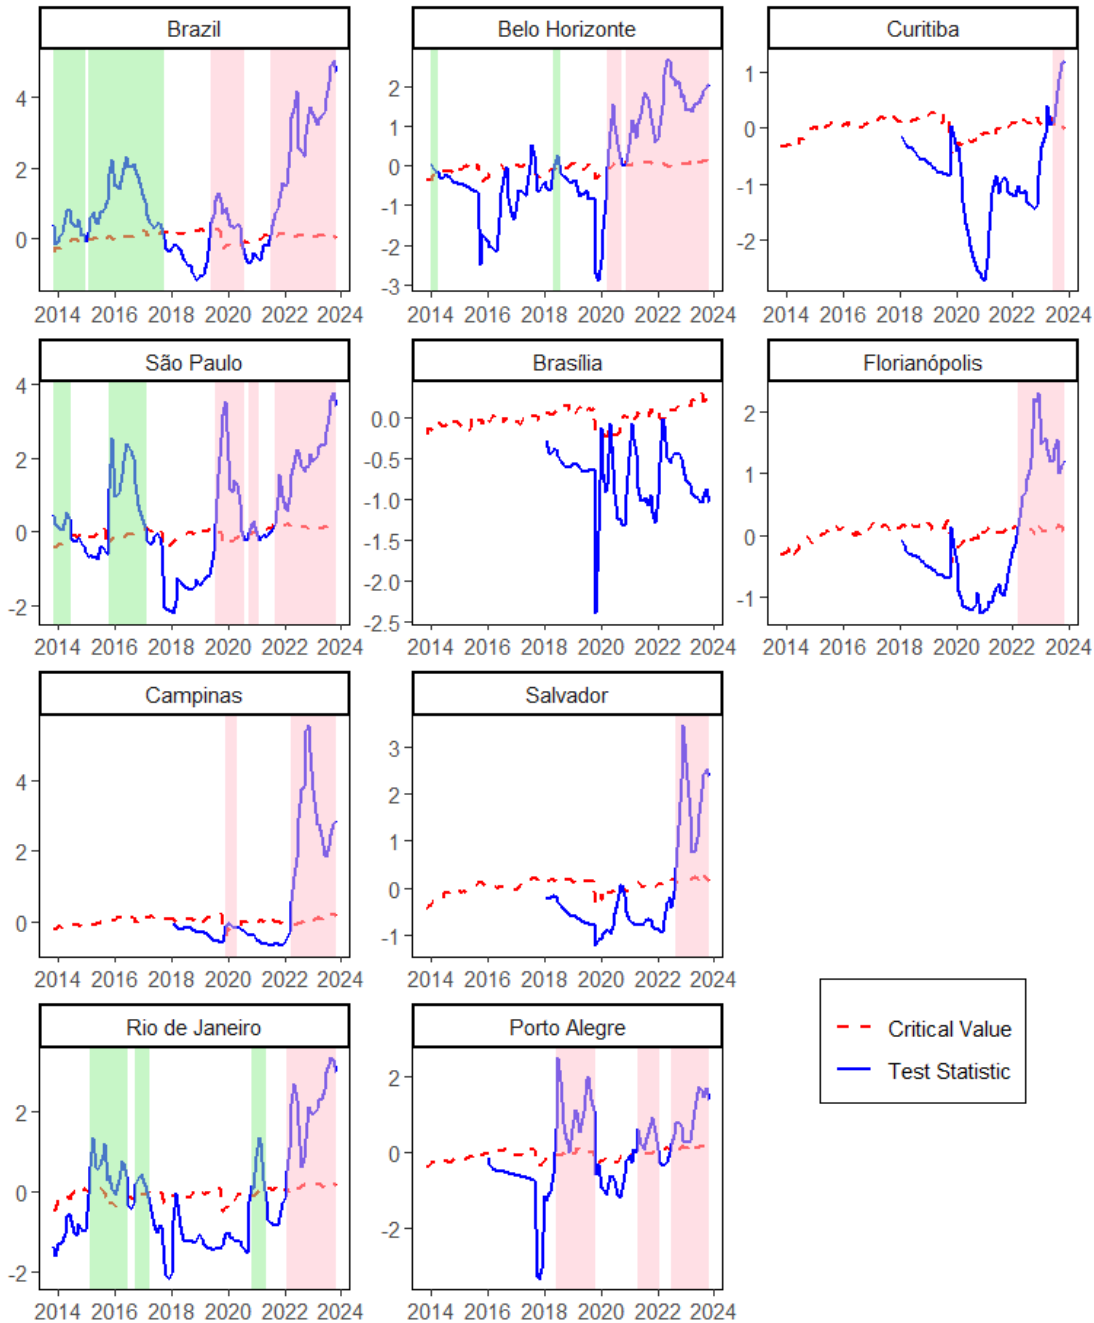 Brazil
Belo Horizonte
Curitiba
4
2
0
2
1
0
-1
-2
-3
1
0
-1
-2
2014 2016 2018 2020 2022 2024
2014 2016 2018 2020 2022 2024
2014 2016 2018 2020 2022 2024
São Paulo
Brasília
Florianópolis
4
2
0
-2
0.0
-0.5
-1.0
-1.5
-2.0
-2.5
2
1
0
-1
2014 2016 2018 2020 2022 2024
2014 2016 2018 2020 2022 2024
2014 2016 2018 2020 2022 2024
Campinas
Salvador
4
2
0
3
2
1
0
-1
2014 2016 2018 2020 2022 2024
2014 2016 2018 2020 2022 2024
Rio de Janeiro
Porto Alegre
2
0
-2
2
0
-2
2014 2016 2018 2020 2022 2024
2014 2016 2018 2020 2022 2024
Critical Value
Test Statistic